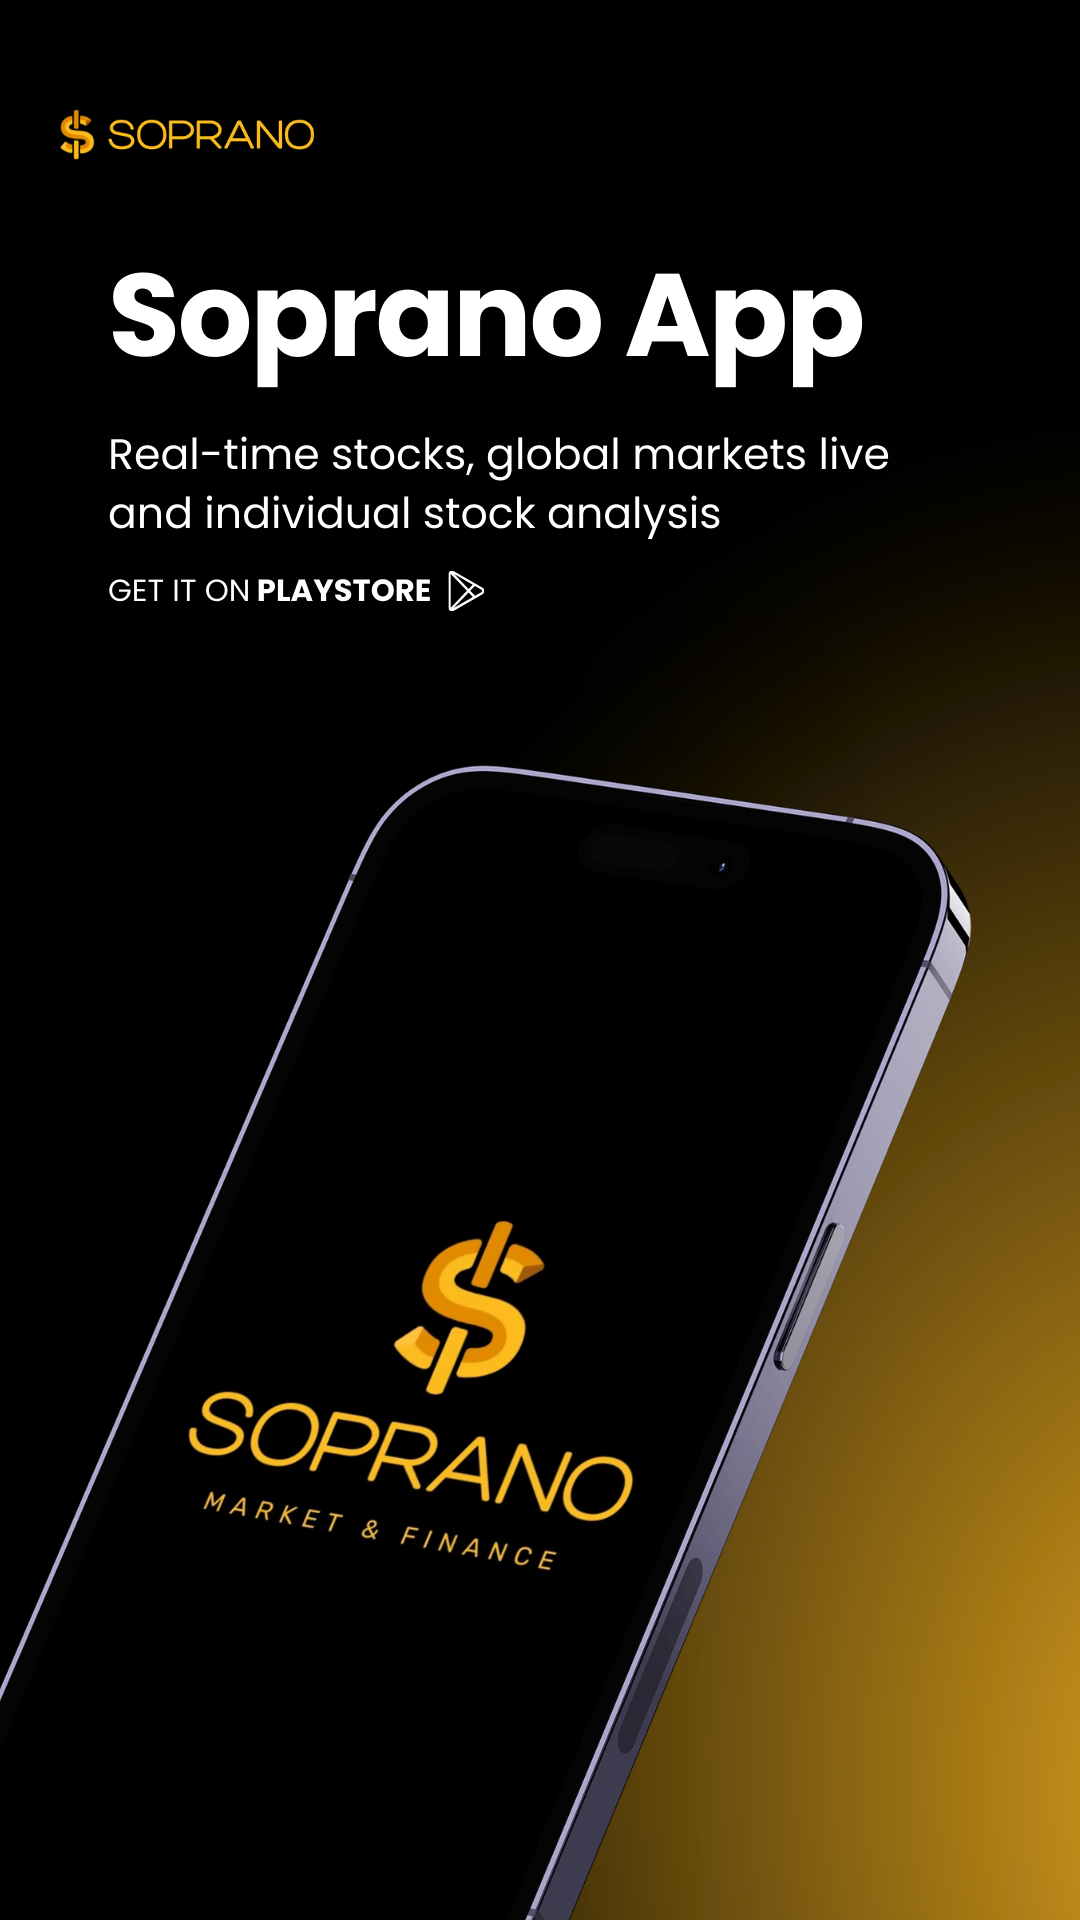 SOPRANO
Soprano App
Real-time stocks, global markets live
and individual stock analysis
GET IT ON PLAYSTORE
SOPRANO
MARKET & FINANCE